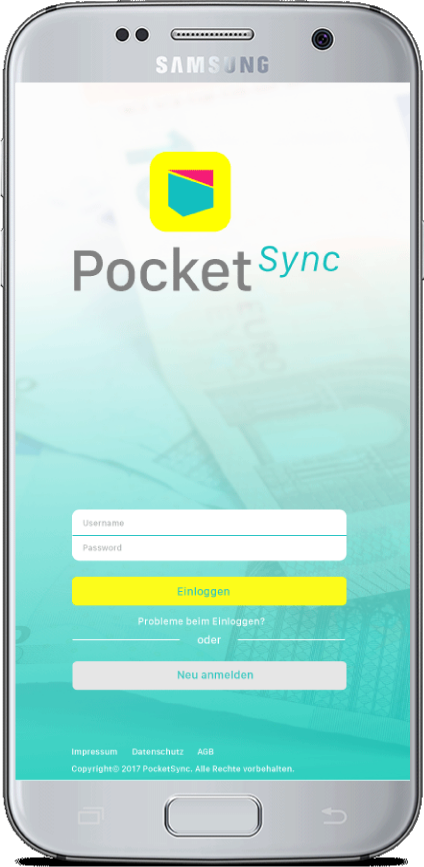 SAMSUNG
Pocket Sync
EURO
Username
Password
Einloggen
Probleme beim Einloggen?
oder
Neu anmelden
Impressum Datenschutz AGB
Copyright© 2017 PocketSync. Alle Rechte vorbehalten.